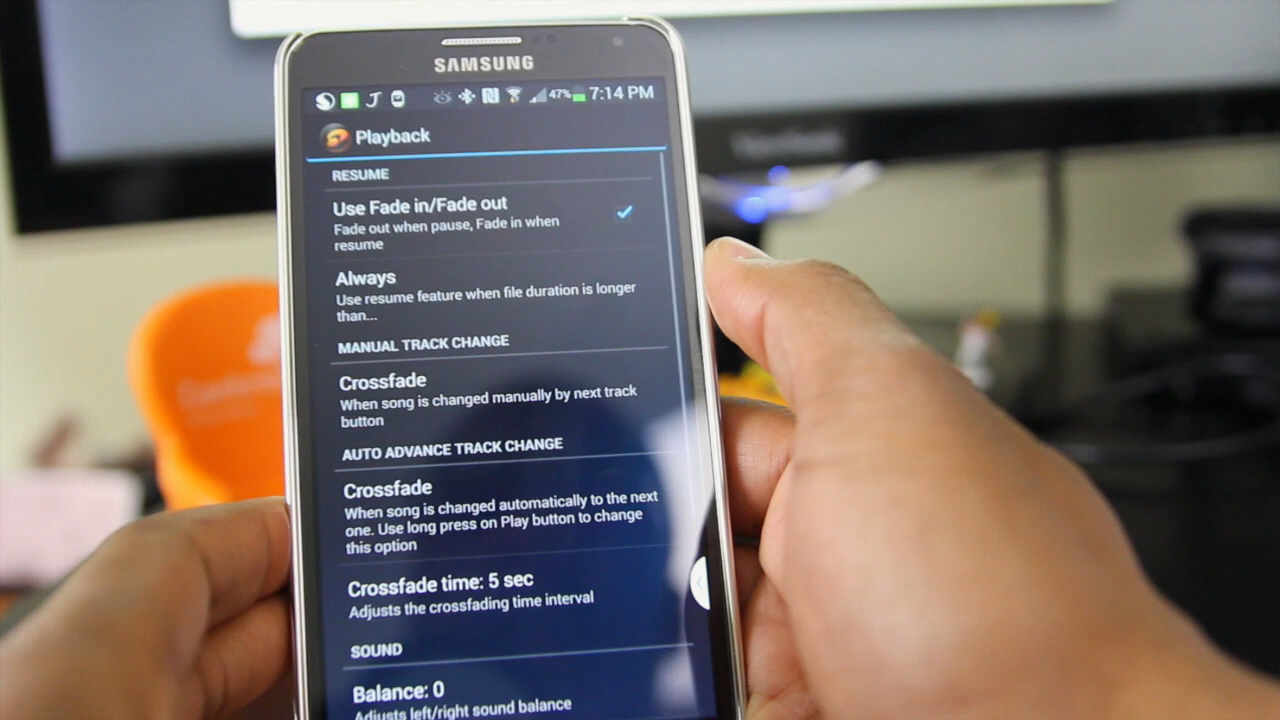 SAMSUNG
47% 7:14 PM
Playback
RESUME
Use Fade in/Fade out
Fade out when pause, Fade in when
resume
Always
Use resume feature when file duration is longer
than...
MANUAL TRACK CHANGE
Crossfade
When song is changed manually by next track
button
AUTO ADVANCE TRACK CHANGE
Crossfade
When song is changed automatically to the next
one. Use long press on Play button to change
this option
Crossfade time: 5 sec
Adjusts the crossfading time interval
SOUND
Balance: 0
Adjusts left/right sound balance